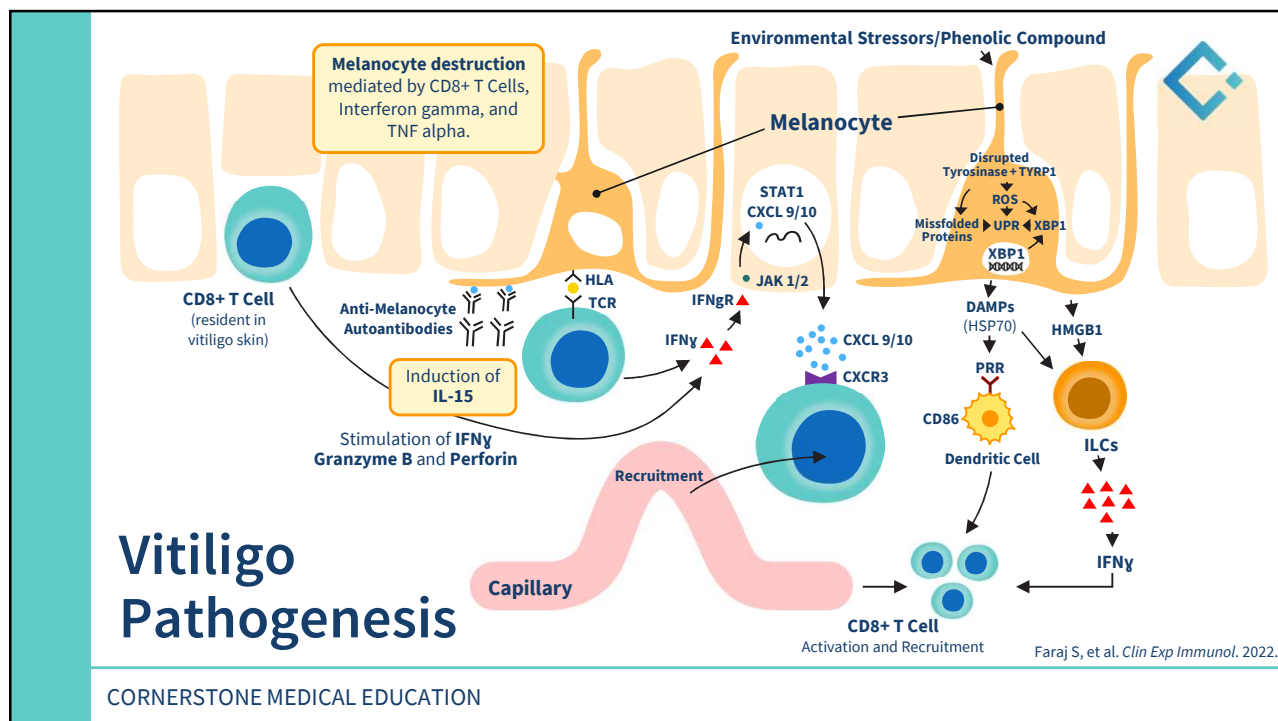 Environmental Stressors/Phenolic Compound
Melanocyte destruction
mediated by CD8+ T Cells,
Interferon gamma, and
TNF alpha.
Melanocyte
Disrupted
Tyrosinase + TYRP1
ROS
Missfolded
Proteins
UPR
XBP1
XBP1
STAT1
CXCL 9/10
JAK 1/2
IFNgR
HLA
TCR
CD8+ T Cell
(resident in
vitiligo skin)
Anti-Melanocyte
Autoantibodies
IFNɣ
Induction of
IL-15
Stimulation of IFNɣ
Granzyme B and Perforin
CXCL 9/10
CXCR3
DAMPs
(HSP70)
HMGB1
PRR
CD86
Dendritic Cell
ILCs
IFNɣ
Recruitment
Capillary
CD8+ T Cell
Activation and Recruitment
Vitiligo
Pathogenesis
Faraj S, et al. Clin Exp Immunol. 2022.
CORNERSTONE MEDICAL EDUCATION